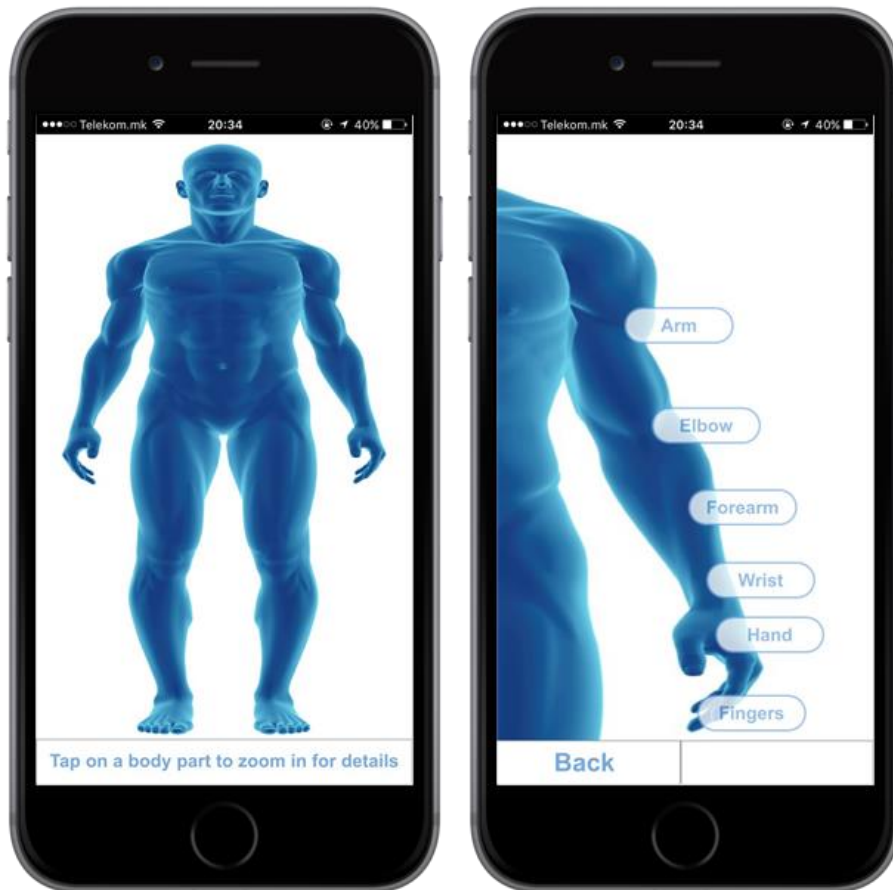 Telekom.mk 20:34 40%
Tap on a body part to zoom in for details
Telekom.mk 20:34 40%
Arm
Elbow
Forearm
Wrist
Hand
Fingers
Back